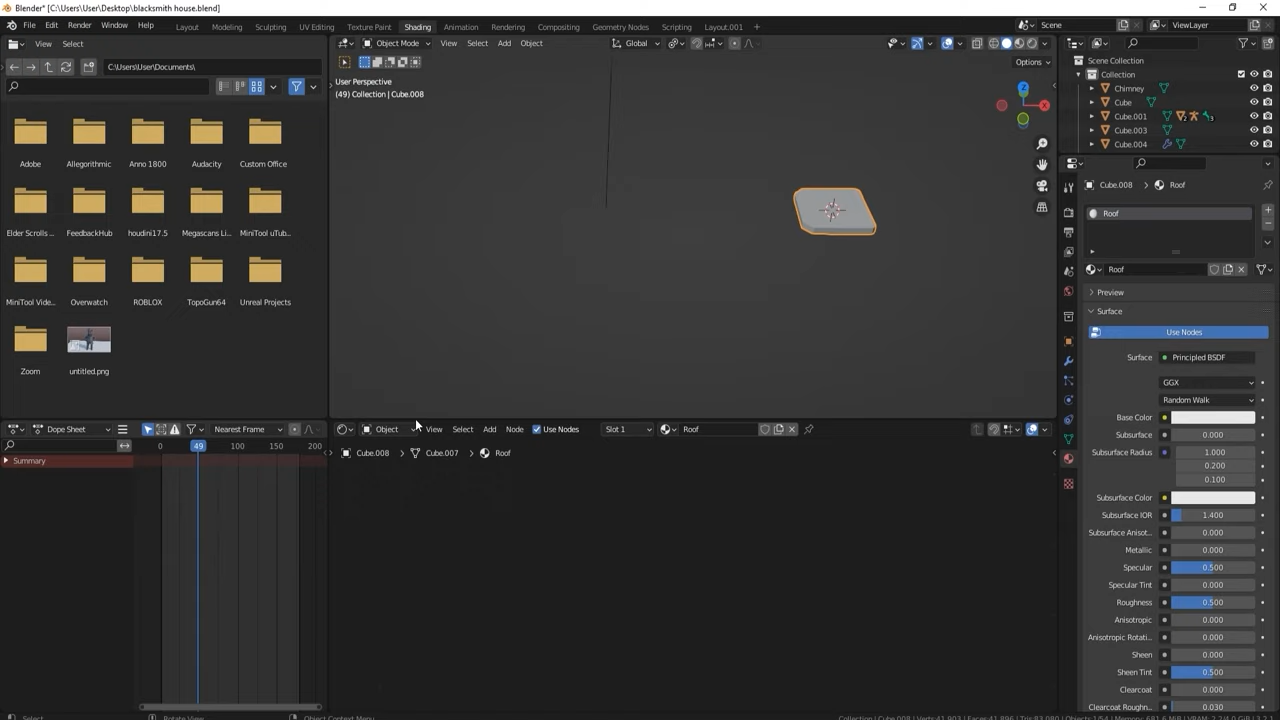 Blender* [C:\Users\User\Desktop\blacksmith house.blend]
File Edit Render Window Help Layout Modeling Sculpting UV Editing Texture Paint Shading Animation Rendering Compositing Geometry Nodes Scripting Layout.001 + Scene ViewLayer
View Select
C:\Users\User\Documents\
Adobe Allegorithmic Anno 1800 Audacity Custom Office
Elder Scrolls ... FeedbackHub houdini17.5 Megascans Li... MiniTool uTub...
MiniTool Vide... Overwatch ROBLOX TopoGun64 Unreal Projects
Zoom untitled.png
Object Mode View Select Add Object Global
Options
User Perspective
(49) Collection | Cube.008
Z
X
Scene Collection
Collection
Chimney
Cube
Cube.001 2 3
Cube.003
Cube.004
Cube.008 > Roof
Roof
Roof
Preview
Surface
Use Nodes
Surface Principled BSDF
GGX
Random Walk
Base Color
Subsurface 0.000
Subsurface Radius 1.000
0.200
0.100
Subsurface Color
Subsurface IOR 1.400
Subsurface Anisot... 0.000
Metallic 0.000
Specular 0.500
Specular Tint 0.000
Roughness 0.500
Anisotropic 0.000
Anisotropic Rotati... 0.000
Sheen 0.000
Sheen Tint 0.500
Clearcoat 0.000
Clearcoat Roughn... 0.030
Dope Sheet Nearest Frame
0 49 100 150 200
Summary
Object View Select Add Node Use Nodes Slot 1 Roof
Cube.008 > Cube.007 > Roof
Select Rotate View Object Context Menu